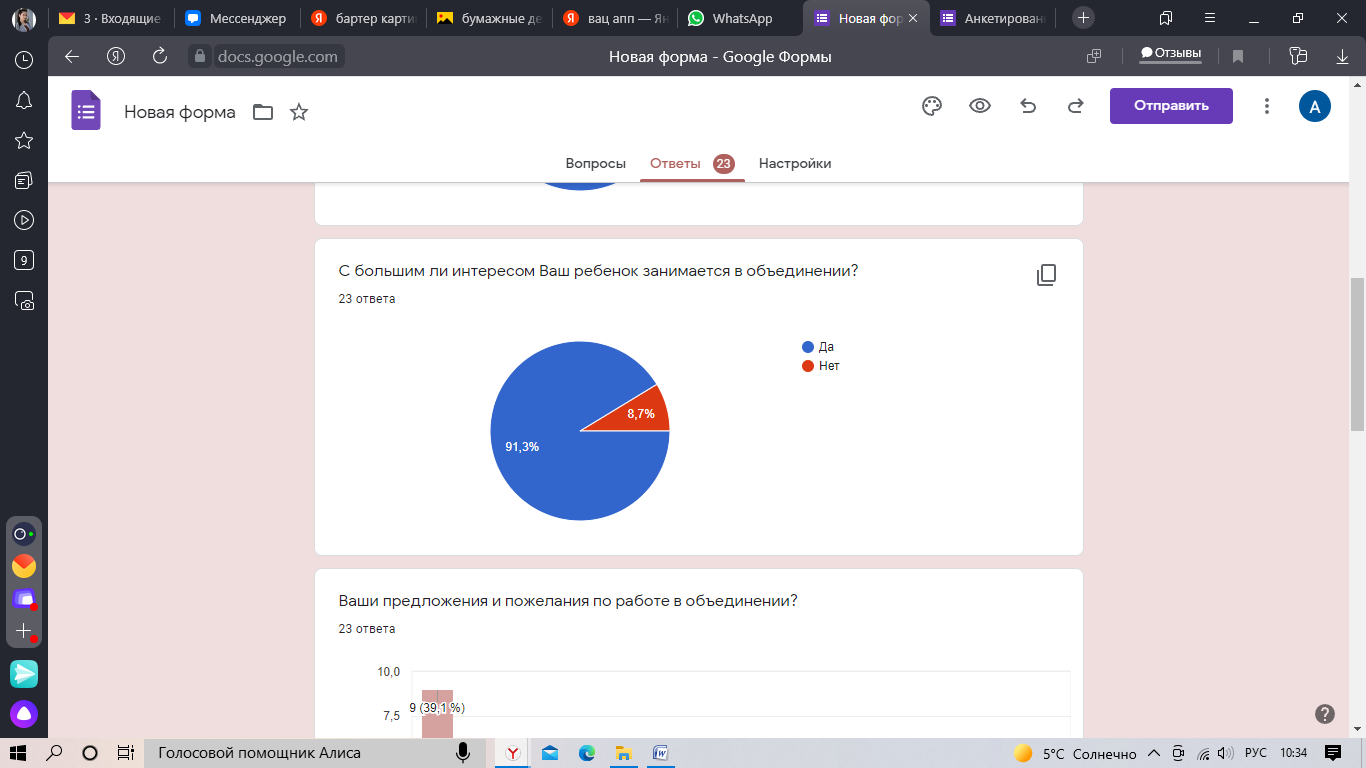 3 · Входящие
Мессенджер
бартер карти
бумажные де
вац апп — Ян
WhatsApp
Новая фор
Анкетирован
docs.google.com
Новая форма - Google Формы
Отзывы
Новая форма
Отправить
А
Вопросы
Ответы 23
Настройки
9
С большим ли интересом Ваш ребенок занимается в объединении?
23 ответа
Да
Нет
8,7%
91,3%
Ваши предложения и пожелания по работе в объединении?
23 ответа
10,0
9 (39,1 %)
7,5
Голосовой помощник Алиса
5°C Солнечно
РУС
10:34